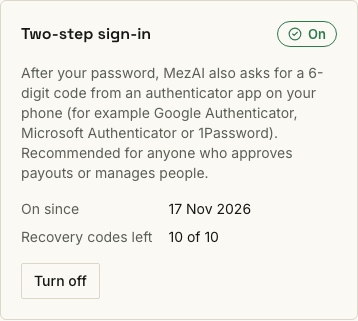 Two-step sign-in
On
After your password, MezAI also asks for a 6-
digit code from an authenticator app on your
phone (for example Google Authenticator,
Microsoft Authenticator or 1Password).
Recommended for anyone who approves
payouts or manages people.
On since 17 Nov 2026
Recovery codes left 10 of 10
Turn off